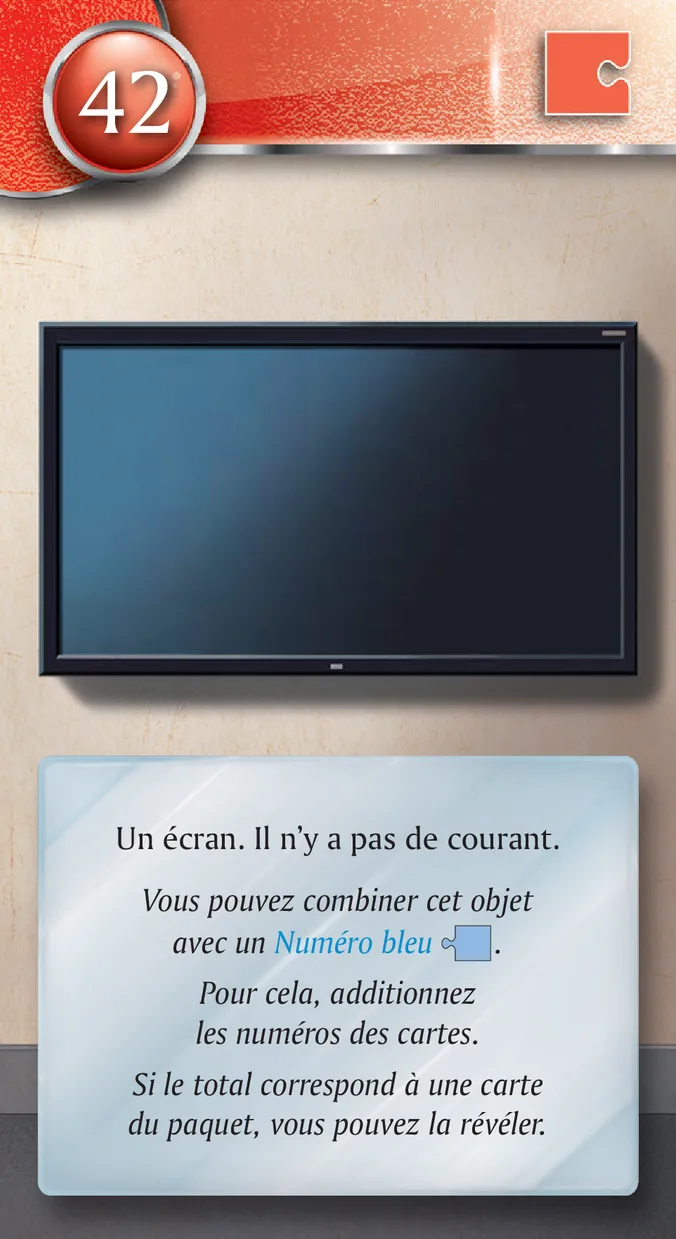 42
Un écran. Il n'y a pas de courant.
Vous pouvez combiner cet objet
avec un Numéro bleu .
Pour cela, additionnez
les numéros des cartes.
Si le total correspond à une carte
du paquet, vous pouvez la révéler.